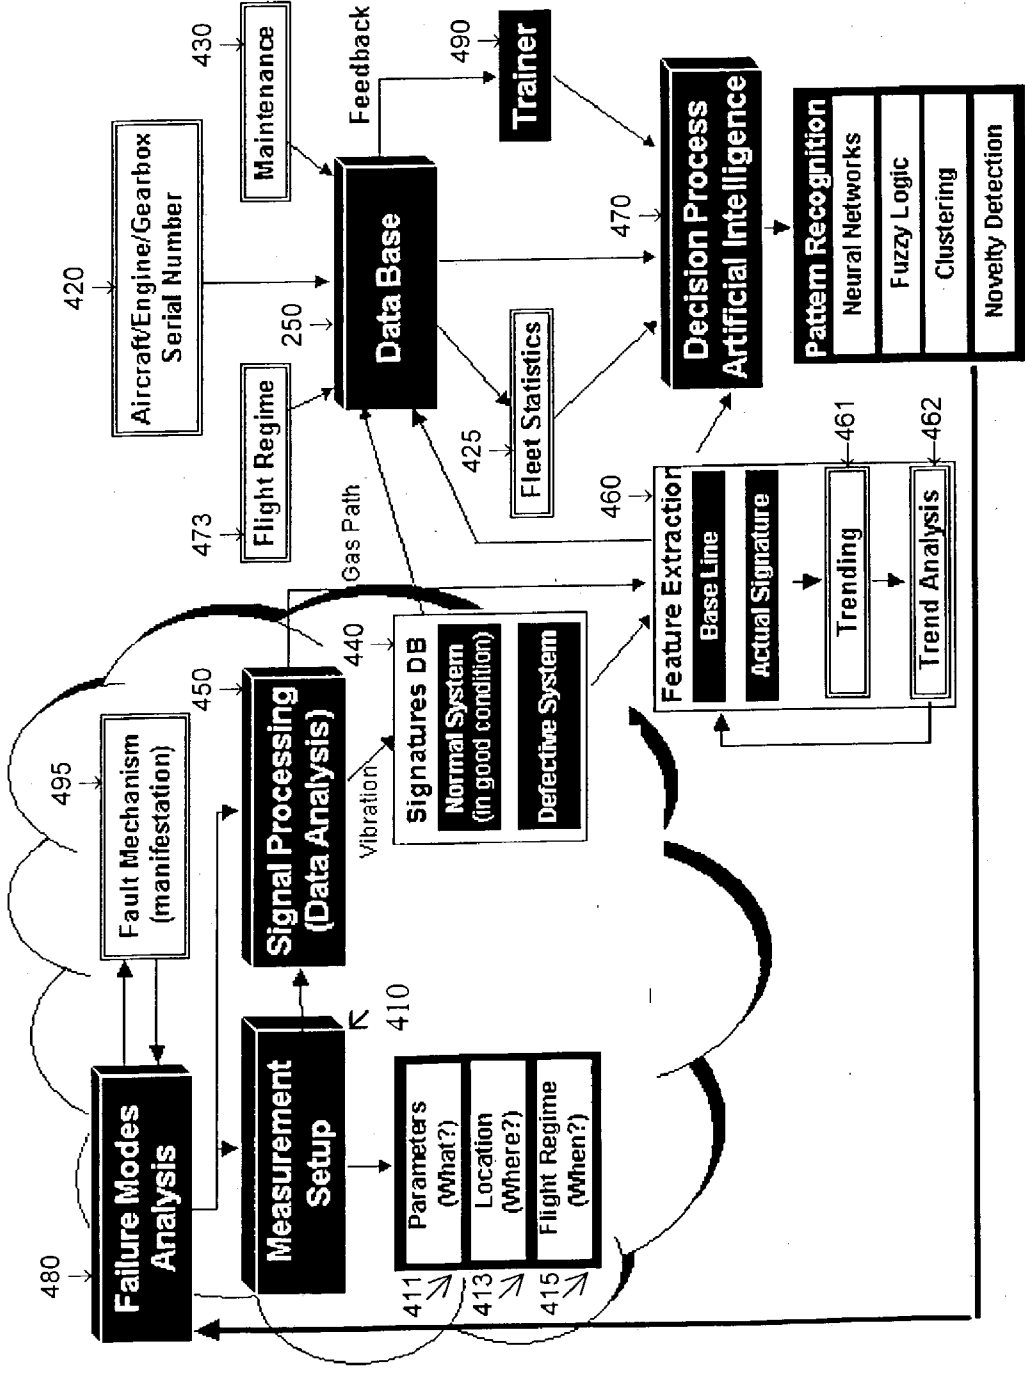 480
Failure Modes
Analysis
495
Fault Mechanism
(manifestation)
420
Aircraft/Engine/Gearbox
Serial Number
430
Maintenance
473
Flight Regime
Measurement
Setup
410
450
Signal Processing
(Data Analysis)
Gas Path
Vibration
250
Data Base
Feedback
490
Trainer
411
Parameters
(What?)
413
Location
(Where?)
415
Flight Regime
(When?)
440
Signatures DB
Normal System
(in good condition)
Defective System
425
Fleet Statistics
460
Feature Extraction
Base Line
Actual Signature
Trending
461
Trend Analysis
462
470
Decision Process
Artificial Intelligence
Pattern Recognition
Neural Networks
Fuzzy Logic
Clustering
Novelty Detection